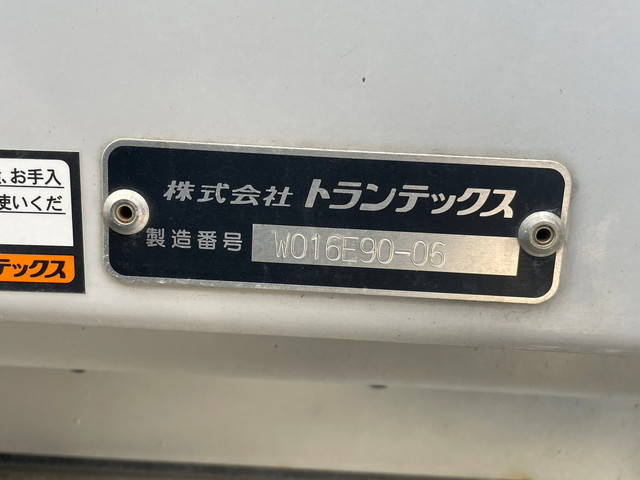 株式会社 トランテックス
製造番号 W016E90-06
、お手入
使いくだ
テックス